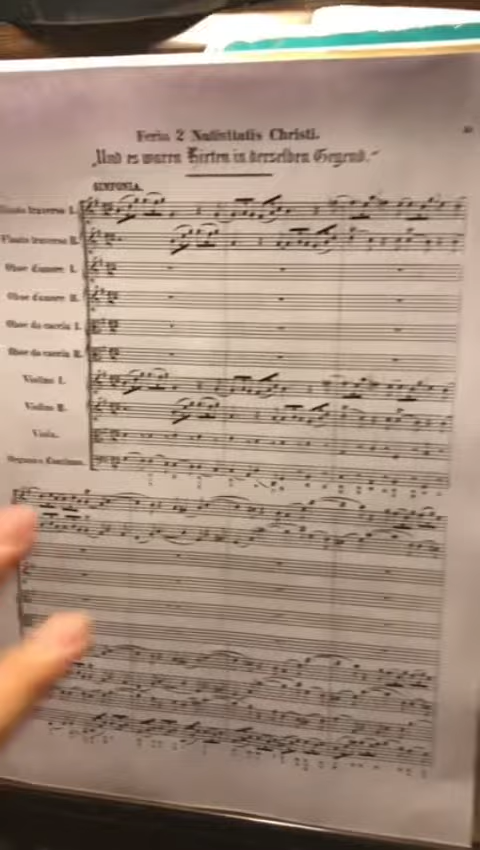 Feria 2 Nativitatis Christi.
„Und es waren Hirten in derselben Gegend.“
SINFONIA.
Flauto traverso I.
Flauto traverso II.
Oboe d'amore I.
Oboe d'amore II.
Oboe da caccia I.
Oboe da caccia II.
Violino I.
Violino II.
Viola.
Organo e Continuo.